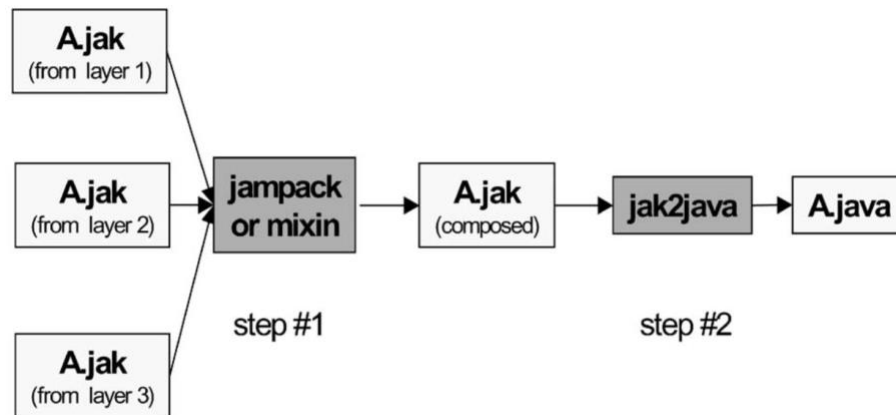 A.jak
(from layer 1)
A.jak
(from layer 2)
A.jak
(from layer 3)
jampack
or mixin
step #1
A.jak
(composed)
jak2java
step #2
A.java